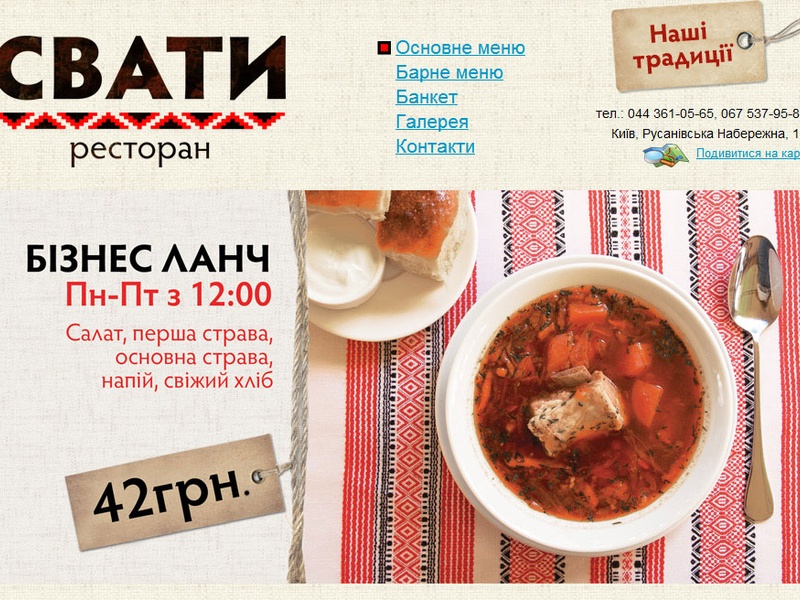 СВАТИ
ресторан
Основне меню
Барне меню
Банкет
Галерея
Контакти
Наші
традиції
тел.: 044 361-05-65, 067 537-95-8
Київ, Русанівська Набережна, 1
Подивитися на
БІЗНЕС ЛАНЧ
Пн-Пт з 12:00
Салат, перша страва,
основна страва,
напій, свіжий хліб
42грн.